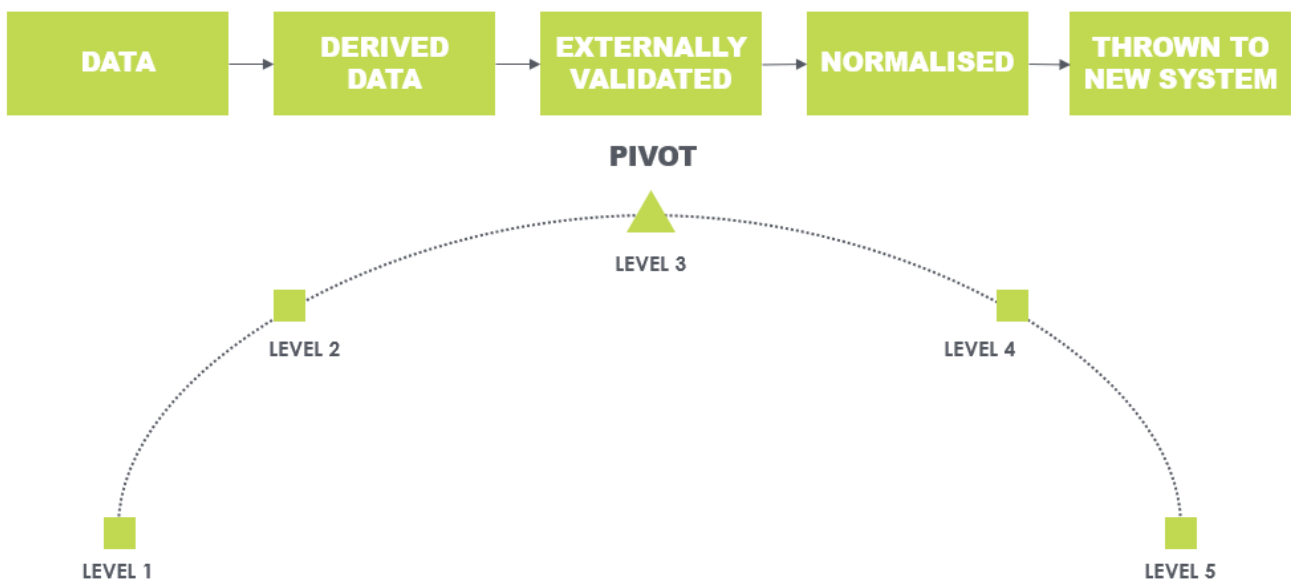 DATA
DERIVED
DATA
EXTERNALLY
VALIDATED
NORMALISED
THROWN TO
NEW SYSTEM
PIVOT
LEVEL 3
LEVEL 2
LEVEL 4
LEVEL 1
LEVEL 5